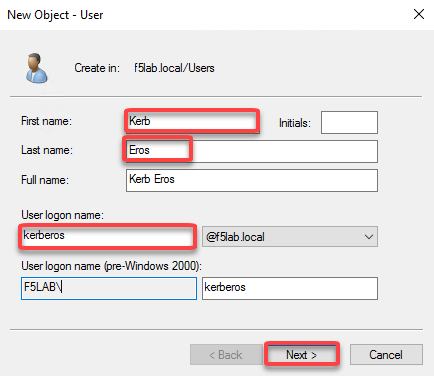 New Object - User
Create in: f5lab.local/Users
First name: Kerb Initials:
Last name: Eros
Full name: Kerb Eros
User logon name:
kerberos @f5lab.local
User logon name (pre-Windows 2000):
F5LAB\ kerberos
< Back Next > Cancel